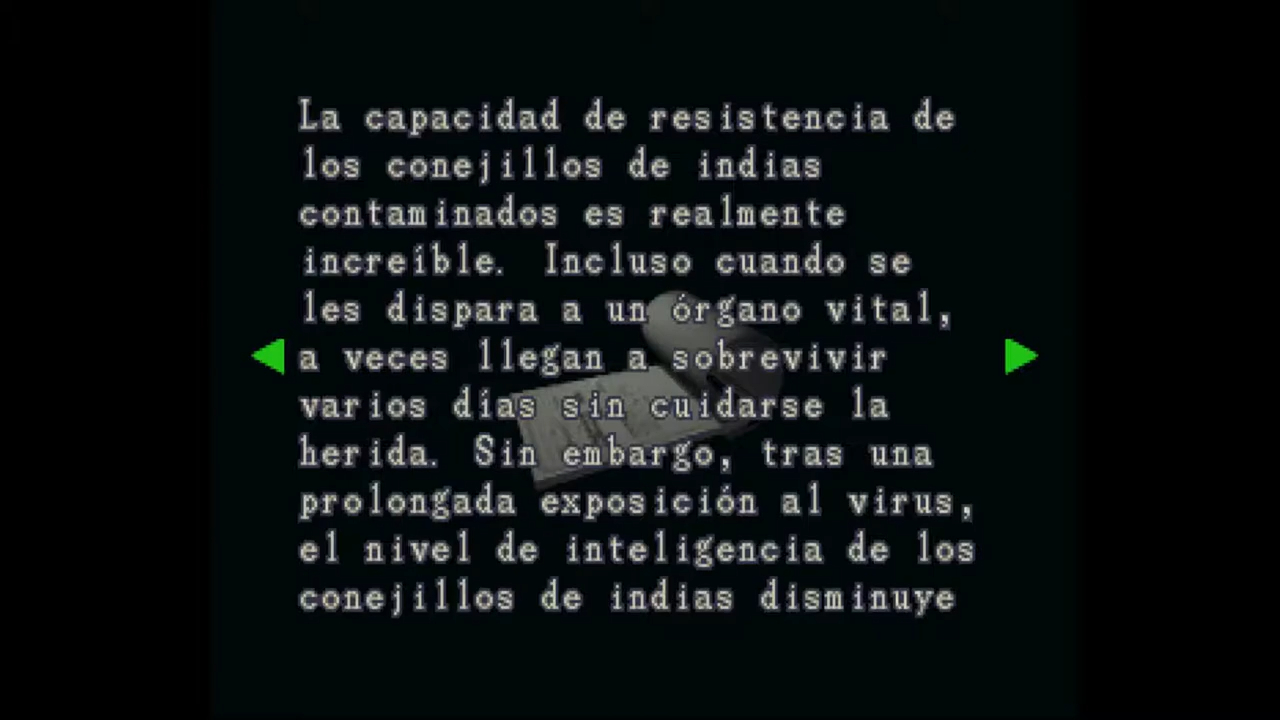 La capacidad de resistencia de
los conejillos de indias
contaminados es realmente
increíble. Incluso cuando se
les dispara a un órgano vital,
a veces llegan a sobrevivir
varios días sin cuidarse la
herida. Sin embargo, tras una
prolongada exposición al virus,
el nivel de inteligencia de los
conejillos de indias disminuye